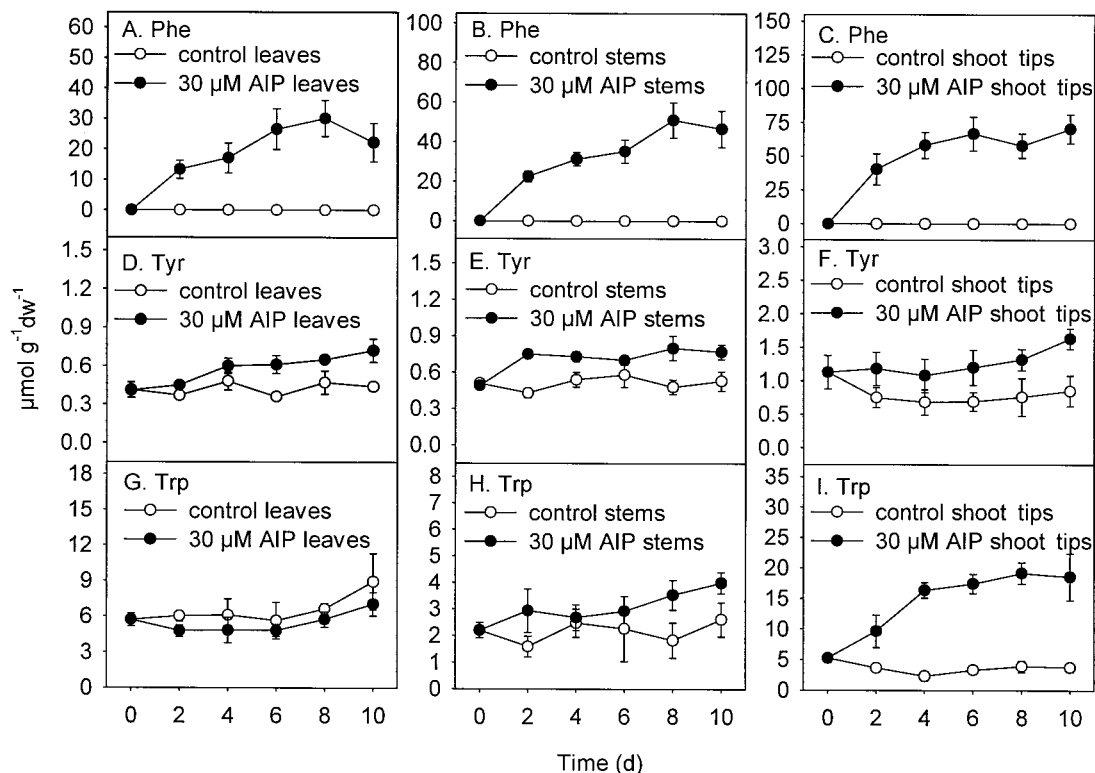 A. Phe
control leaves
30 µM AIP leaves
60
50
40
30
20
10
0
B. Phe
control stems
30 µM AIP stems
100
80
60
40
20
0
C. Phe
control shoot tips
30 µM AIP shoot tips
150
125
100
75
50
25
0
D. Tyr
control leaves
30 µM AIP leaves
1.5
1.2
0.9
0.6
0.3
0.0
E. Tyr
control stems
30 µM AIP stems
1.5
1.2
0.9
0.6
0.3
0.0
F. Tyr
control shoot tips
30 µM AIP shoot tips
3.0
2.5
2.0
1.5
1.0
0.5
0.0
G. Trp
control leaves
30 µM AIP leaves
18
15
12
9
6
3
0
H. Trp
control stems
30 µM AIP stems
8
7
6
5
4
3
2
1
0
I. Trp
control shoot tips
30 µM AIP shoot tips
35
30
25
20
15
10
5
0
µmol g⁻¹dw⁻¹
0 2 4 6 8 10
0 2 4 6 8 10
0 2 4 6 8 10
Time (d)